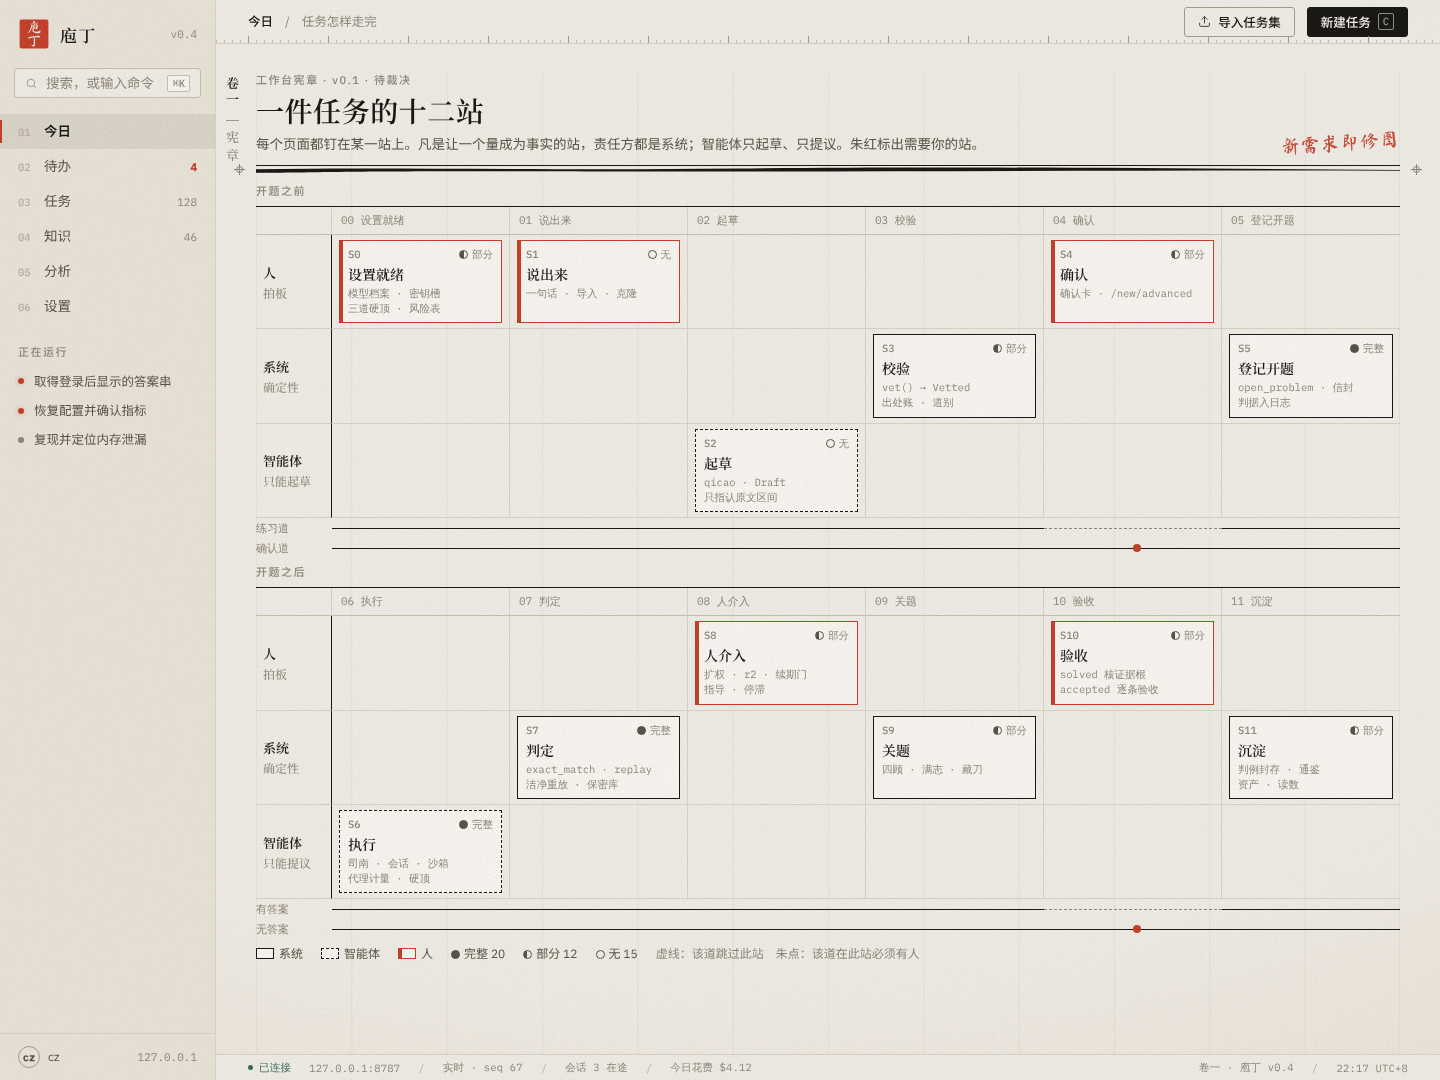 庖丁
庖丁
v0.4
搜索，或输入命令
⌘K
01 今日
02 待办 4
03 任务 128
04 知识 46
05 分析
06 设置
正在运行
取得登录后显示的答案串
恢复配置并确认指标
复现并定位内存泄漏
cz cz 127.0.0.1
今日 / 任务怎样走完
导入任务集
新建任务 C
卷一 — 宪章
工作台宪章 · v0.1 · 待裁决
一件任务的十二站
每个页面都钉在某一站上。凡是让一个量成为事实的站，责任方都是系统；智能体只起草、只提议。朱红标出需要你的站。
新需求即修图
开题之前
00 设置就绪 01 说出来 02 起草 03 校验 04 确认 05 登记开题
人
拍板
S0 部分
设置就绪
模型档案 · 密钥槽
三道硬顶 · 风险表
S1 无
说出来
一句话 · 导入 · 克隆
S4 部分
确认
确认卡 · /new/advanced
系统
确定性
S3 部分
校验
vet() → Vetted
出处账 · 道别
S5 完整
登记开题
open_problem · 信封
判据入日志
智能体
只能起草
S2 无
起草
qicao · Draft
只指认原文区间
练习道
确认道
开题之后
06 执行 07 判定 08 人介入 09 关题 10 验收 11 沉淀
人
拍板
S8 部分
人介入
扩权 · r2 · 续期门
指导 · 停滞
S10 部分
验收
solved 核证据根
accepted 逐条验收
系统
确定性
S7 完整
判定
exact_match · replay
洁净重放 · 保密库
S9 部分
关题
四顾 · 满志 · 藏刀
S11 部分
沉淀
判例封存 · 通鉴
资产 · 读数
智能体
只能提议
S6 完整
执行
司南 · 会话 · 沙箱
代理计量 · 硬顶
有答案
无答案
系统 智能体 人 完整 20 部分 12 无 15 虚线：该道跳过此站 朱点：该道在此站必须有人
已连接 127.0.0.1:8787 / 实时 · seq 67 / 会话 3 在途 / 今日花费 $4.12
卷一 · 庖丁 v0.4 / 22:17 UTC+8